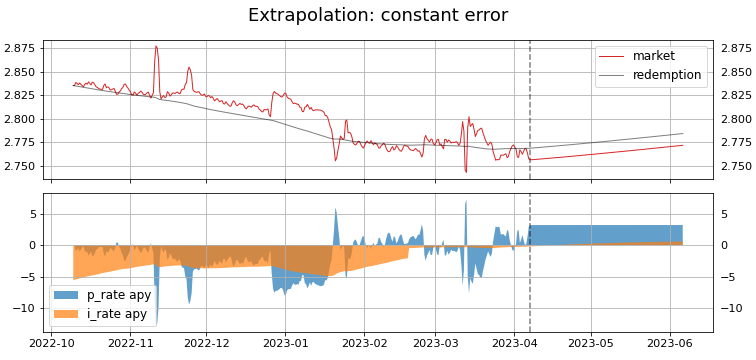 Extrapolation: constant error
2.875 2.875
2.850 2.850
2.825 2.825
2.800 2.800
2.775 2.775
2.750 2.750
market
redemption
5 5
0 0
−5 −5
−10 −10
p_rate apy
i_rate apy
2022-10 2022-11 2022-12 2023-01 2023-02 2023-03 2023-04 2023-05 2023-06